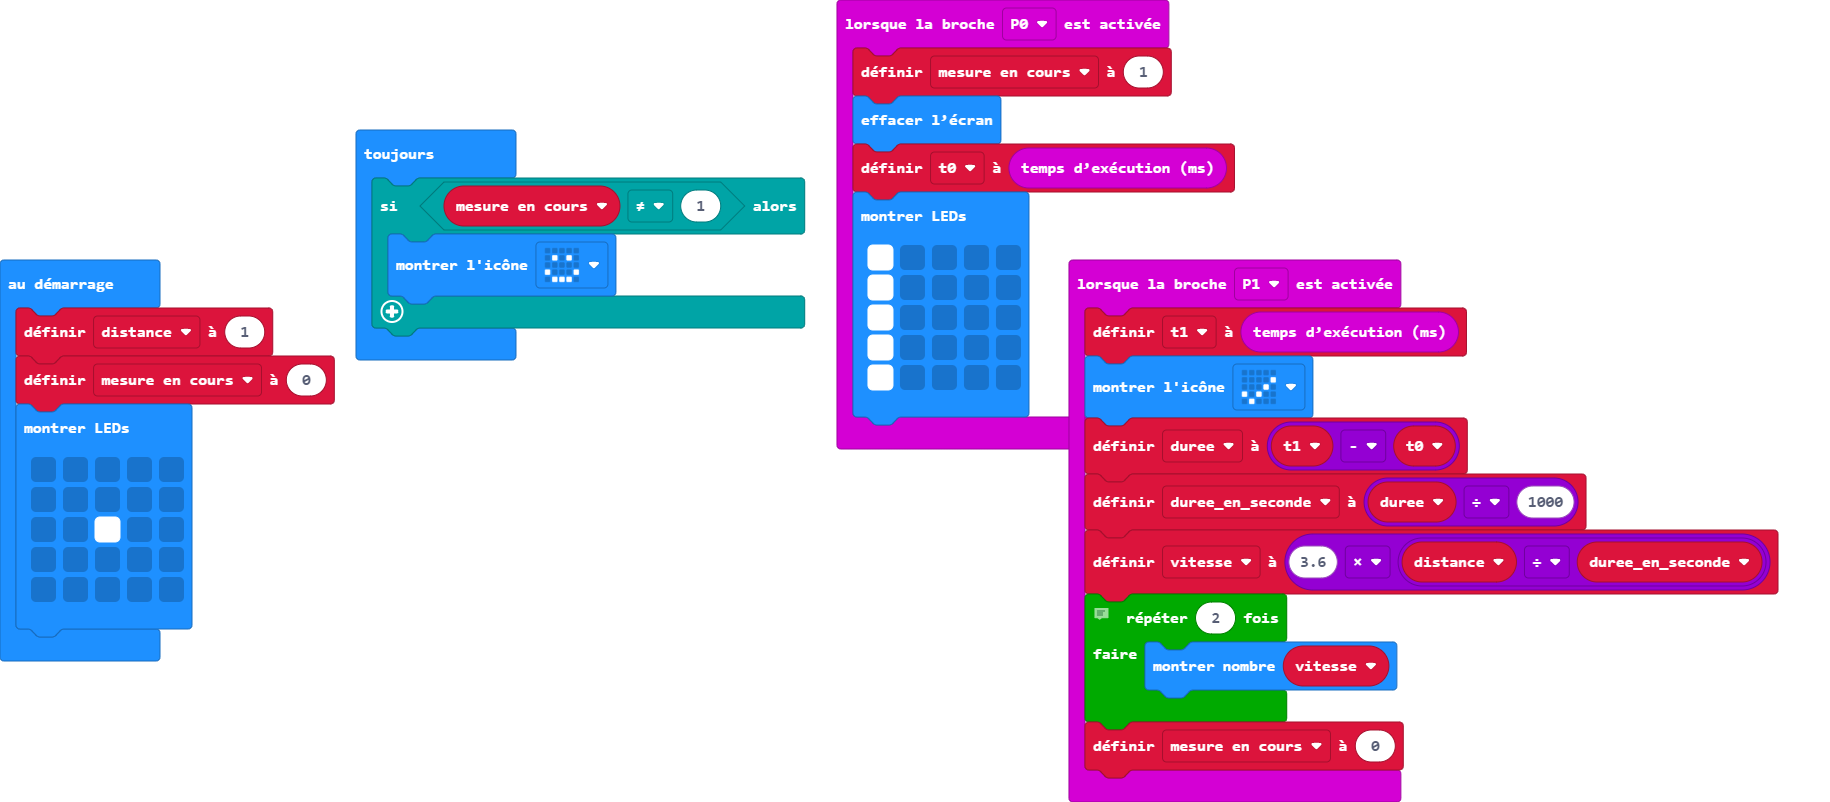 au démarrage
définir distance à 1
définir mesure en cours à 0
montrer LEDs
toujours
si mesure en cours ≠ 1 alors
montrer l'icône
lorsque la broche P0 est activée
définir mesure en cours à 1
effacer l’écran
définir t0 à temps d’exécution (ms)
montrer LEDs
lorsque la broche P1 est activée
définir t1 à temps d’exécution (ms)
montrer l'icône
définir duree à t1 - t0
définir duree_en_seconde à duree ÷ 1000
définir vitesse à 3.6 × distance ÷ duree_en_seconde
répéter 2 fois
faire montrer nombre vitesse
définir mesure en cours à 0